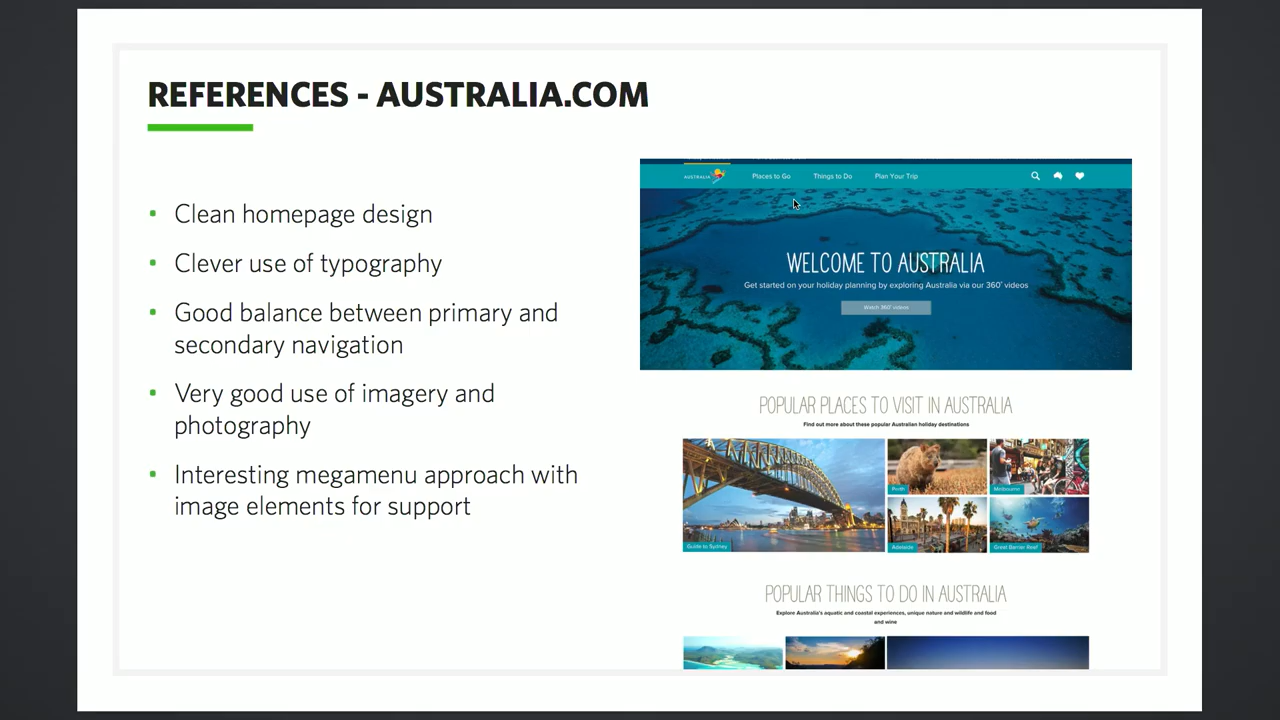 REFERENCES - AUSTRALIA.COM
• Clean homepage design
• Clever use of typography
• Good balance between primary and
secondary navigation
• Very good use of imagery and
photography
• Interesting megamenu approach with
image elements for support
AUSTRALIA
Places to Go
Things to Do
Plan Your Trip
WELCOME TO AUSTRALIA
Get started on your holiday planning by exploring Australia via our 360° videos
Watch 360° videos
POPULAR PLACES TO VISIT IN AUSTRALIA
Find out more about these popular Australian holiday destinations
Guide to Sydney
Perth
Melbourne
Adelaide
Great Barrier Reef
POPULAR THINGS TO DO IN AUSTRALIA
Explore Australia's aquatic and coastal experiences, unique nature and wildlife and food
and wine